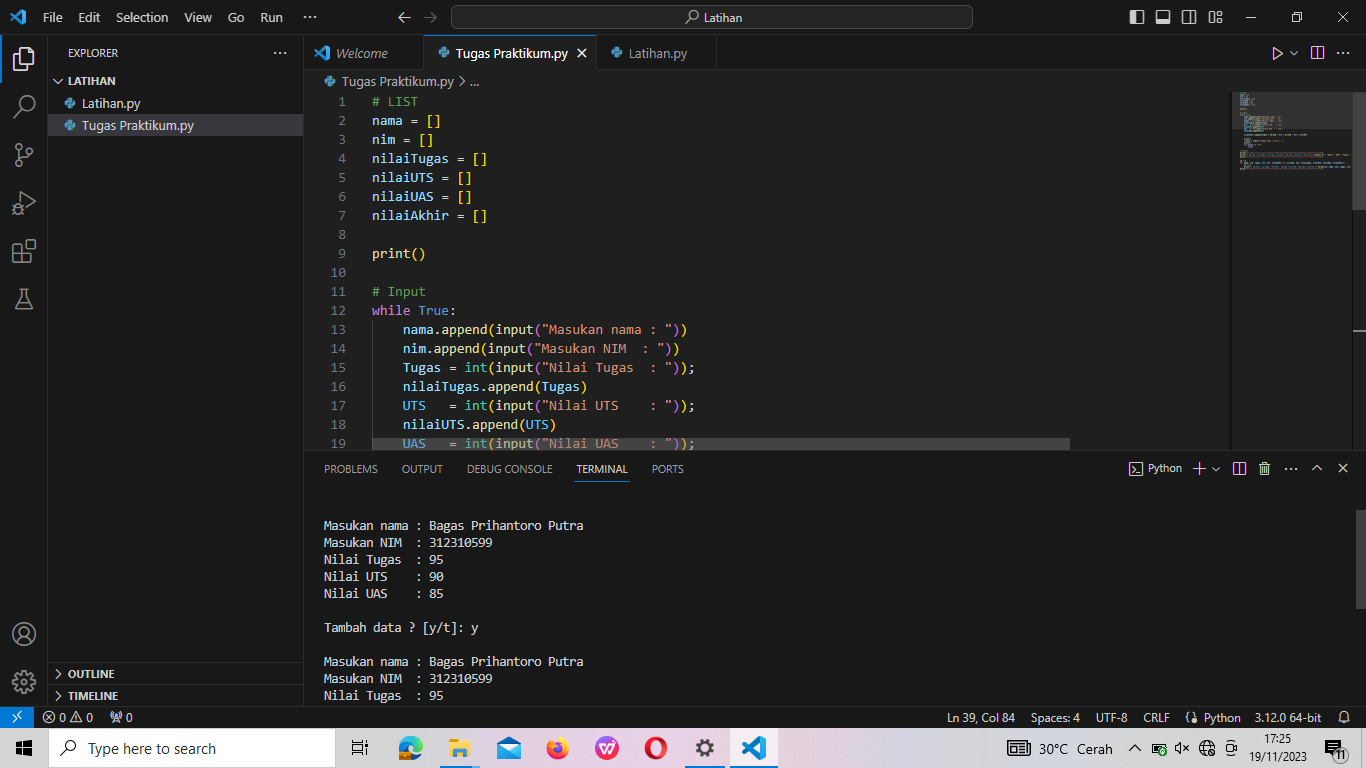 File Edit Selection View Go Run ··· Latihan
EXPLORER ···
LATIHAN
Latihan.py
Tugas Praktikum.py
OUTLINE
TIMELINE
Welcome Tugas Praktikum.py Latihan.py
Tugas Praktikum.py > ...
1 # LIST
2 nama = []
3 nim = []
4 nilaiTugas = []
5 nilaiUTS = []
6 nilaiUAS = []
7 nilaiAkhir = []
8
9 print()
10
11 # Input
12 while True:
13     nama.append(input("Masukan nama : "))
14     nim.append(input("Masukan NIM  : "))
15     Tugas = int(input("Nilai Tugas  : "));
16     nilaiTugas.append(Tugas)
17     UTS   = int(input("Nilai UTS    : "));
18     nilaiUTS.append(UTS)
19     UAS   = int(input("Nilai UAS    : "));
PROBLEMS OUTPUT DEBUG CONSOLE TERMINAL PORTS Python
Masukan nama : Bagas Prihantoro Putra
Masukan NIM  : 312310599
Nilai Tugas  : 95
Nilai UTS    : 90
Nilai UAS    : 85
Tambah data ? [y/t]: y
Masukan nama : Bagas Prihantoro Putra
Masukan NIM  : 312310599
Nilai Tugas  : 95
0 0 0 Ln 39, Col 84 Spaces: 4 UTF-8 CRLF Python 3.12.0 64-bit
Type here to search 30°C Cerah 17:25
19/11/2023 11